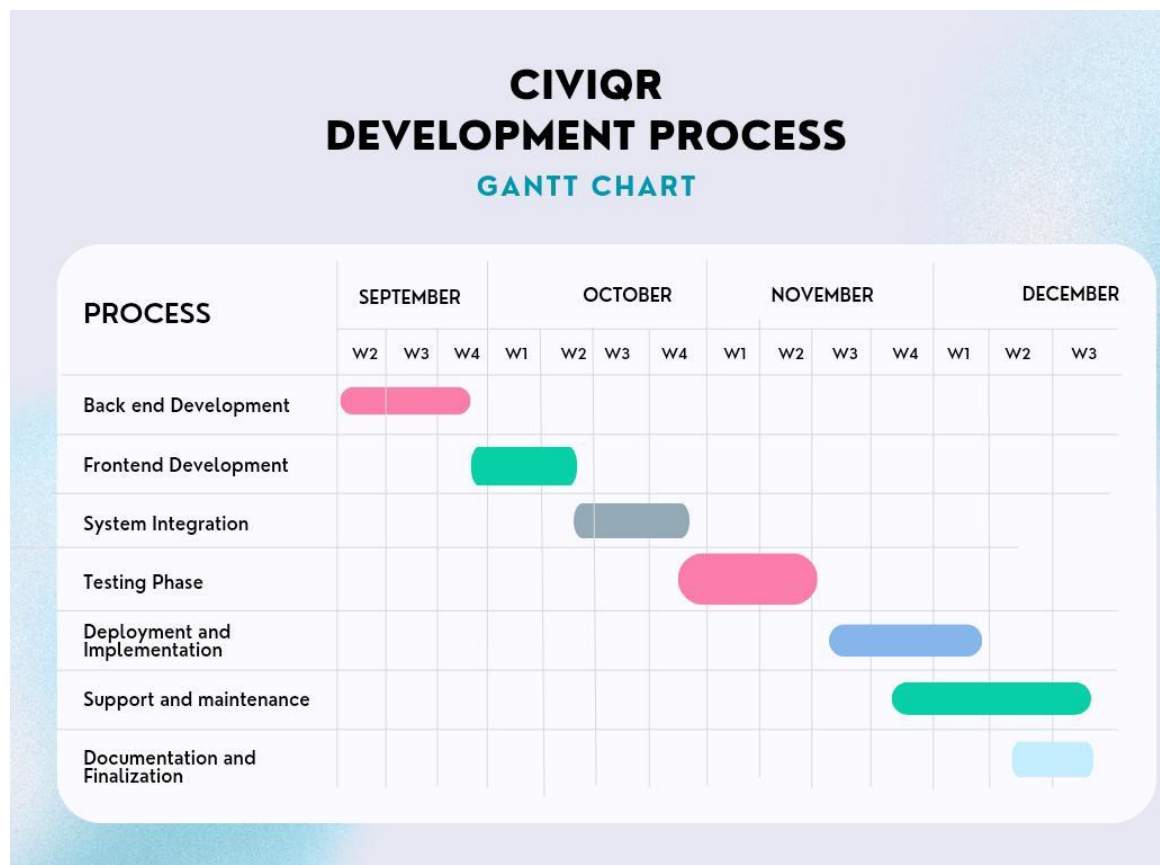 CIVIQR
DEVELOPMENT PROCESS
GANTT CHART
PROCESS
SEPTEMBER OCTOBER NOVEMBER DECEMBER
W2 W3 W4 W1 W2 W3 W4 W1 W2 W3 W4 W1 W2 W3
Back end Development
Frontend Development
System Integration
Testing Phase
Deployment and
Implementation
Support and maintenance
Documentation and
Finalization